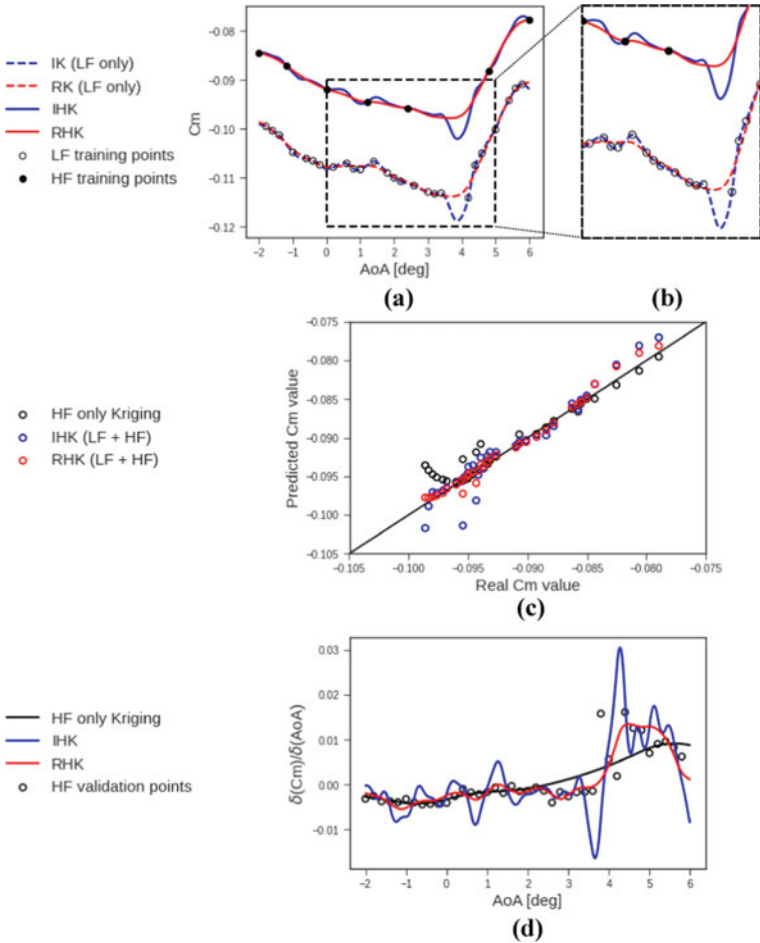 IK (LF only)
RK (LF only)
IHK
RHK
LF training points
HF training points
Cm
−0.08
−0.09
−0.10
−0.11
−0.12
−2 −1 0 1 2 3 4 5 6
AoA [deg]
(a) (b)
HF only Kriging
IHK (LF + HF)
RHK (LF + HF)
Predicted Cm value
−0.075
−0.080
−0.085
−0.090
−0.095
−0.100
−0.105
−0.105 −0.100 −0.095 −0.090 −0.085 −0.080 −0.075
Real Cm value
(c)
HF only Kriging
IHK
RHK
HF validation points
δ(Cm)/δ(AoA)
0.03
0.02
0.01
0.00
−0.01
−2 −1 0 1 2 3 4 5 6
AoA [deg]
(d)